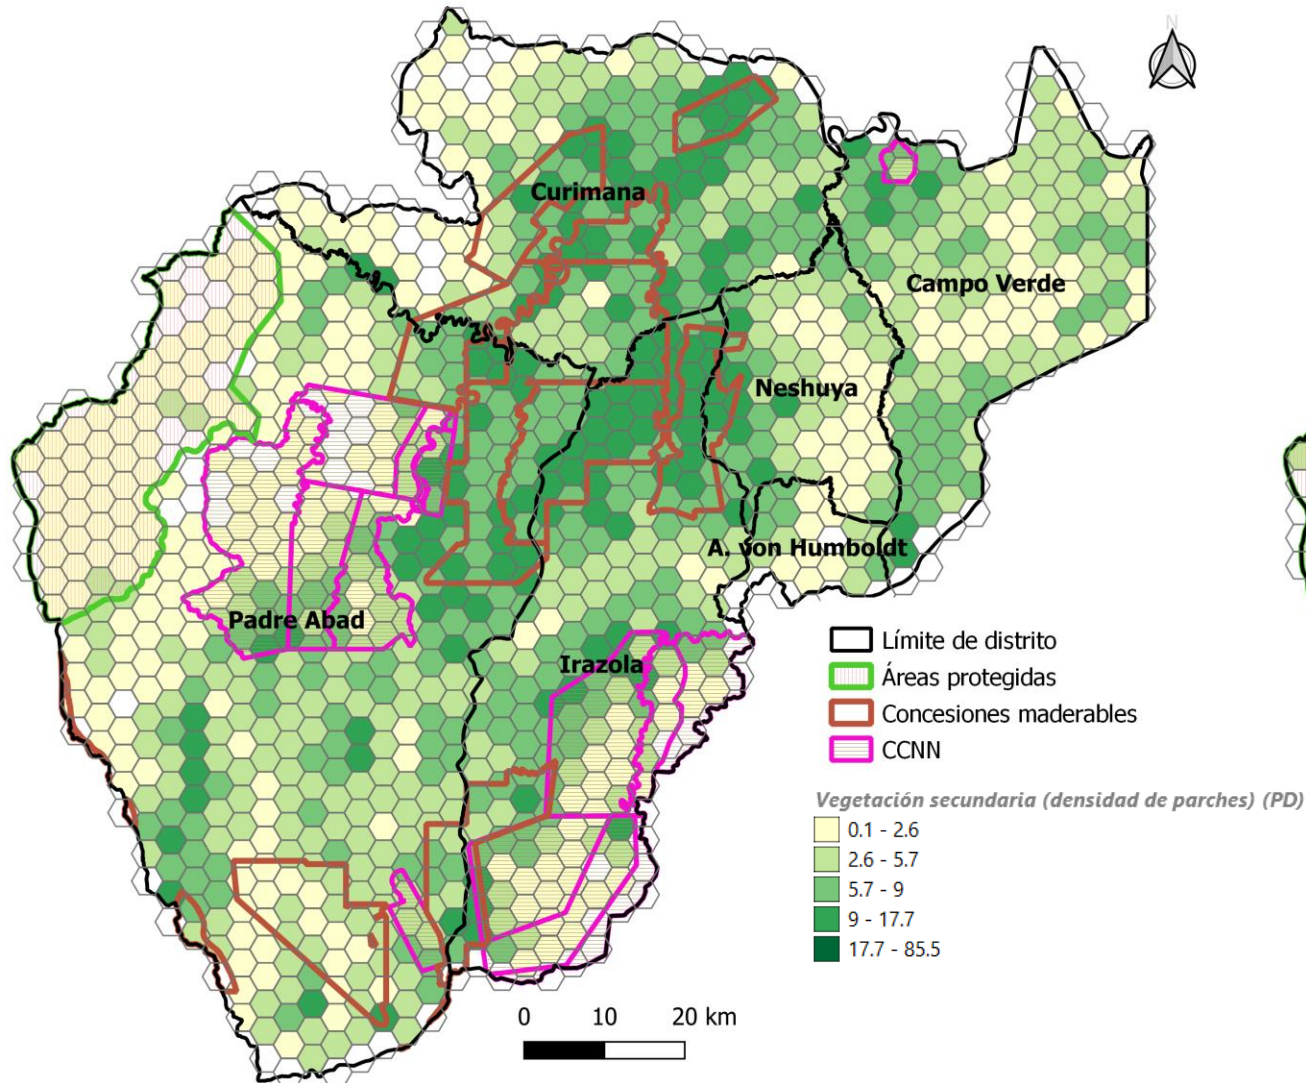 N
Curimana
Campo Verde
Neshuya
A. von Humboldt
Padre Abad
Irazola
Límite de distrito
Áreas protegidas
Concesiones maderables
CCNN
Vegetación secundaria (densidad de parches) (PD)
0.1 - 2.6
2.6 - 5.7
5.7 - 9
9 - 17.7
17.7 - 85.5
0 10 20 km